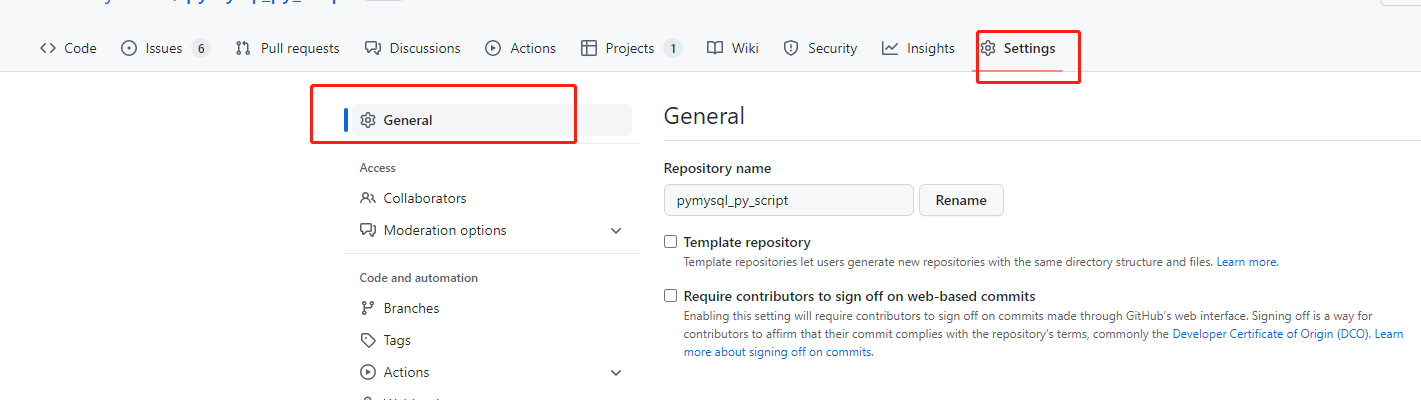 Code Issues 6 Pull requests Discussions Actions Projects 1 Wiki Security Insights Settings
General
Access
Collaborators
Moderation options
Code and automation
Branches
Tags
Actions
General
Repository name
pymysql_py_script Rename
Template repository
Template repositories let users generate new repositories with the same directory structure and files. Learn more.
Require contributors to sign off on web-based commits
Enabling this setting will require contributors to sign off on commits made through GitHub's web interface. Signing off is a way for
contributors to affirm that their commit complies with the repository's terms, commonly the Developer Certificate of Origin (DCO). Learn
more about signing off on commits.